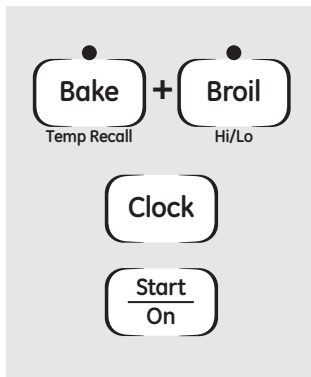 Bake + Broil
Temp Recall Hi/Lo
Clock
Start
On